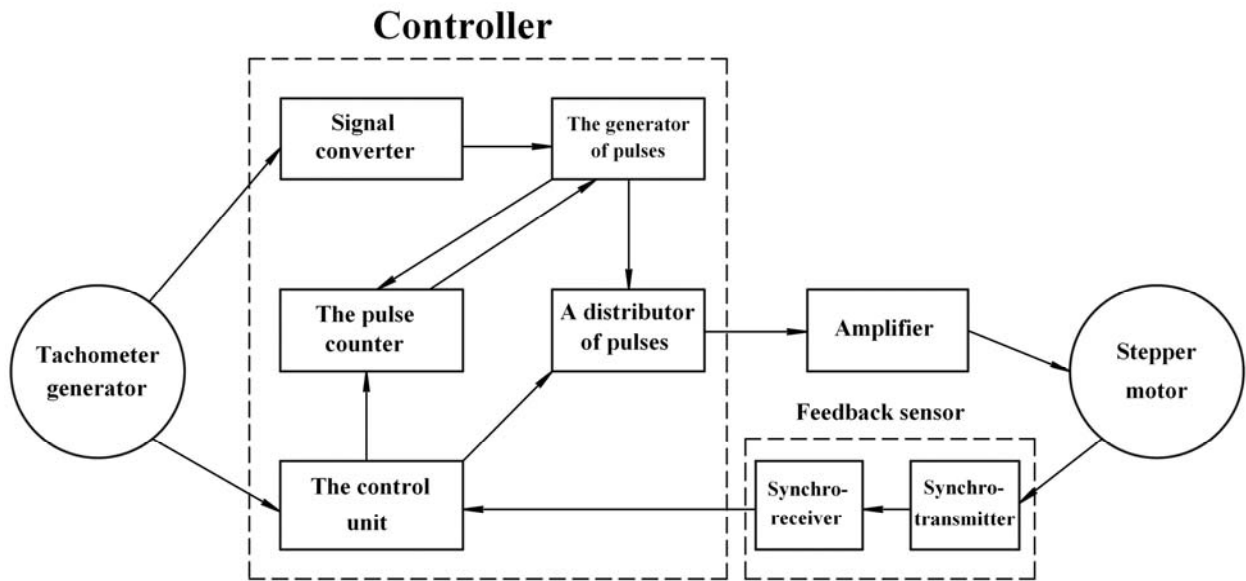 Controller
Signal
converter
The generator
of pulses
Tachometer
generator
The pulse
counter
A distributor
of pulses
Amplifier
Stepper
motor
Feedback sensor
The control
unit
Synchro-
receiver
Synchro-
transmitter